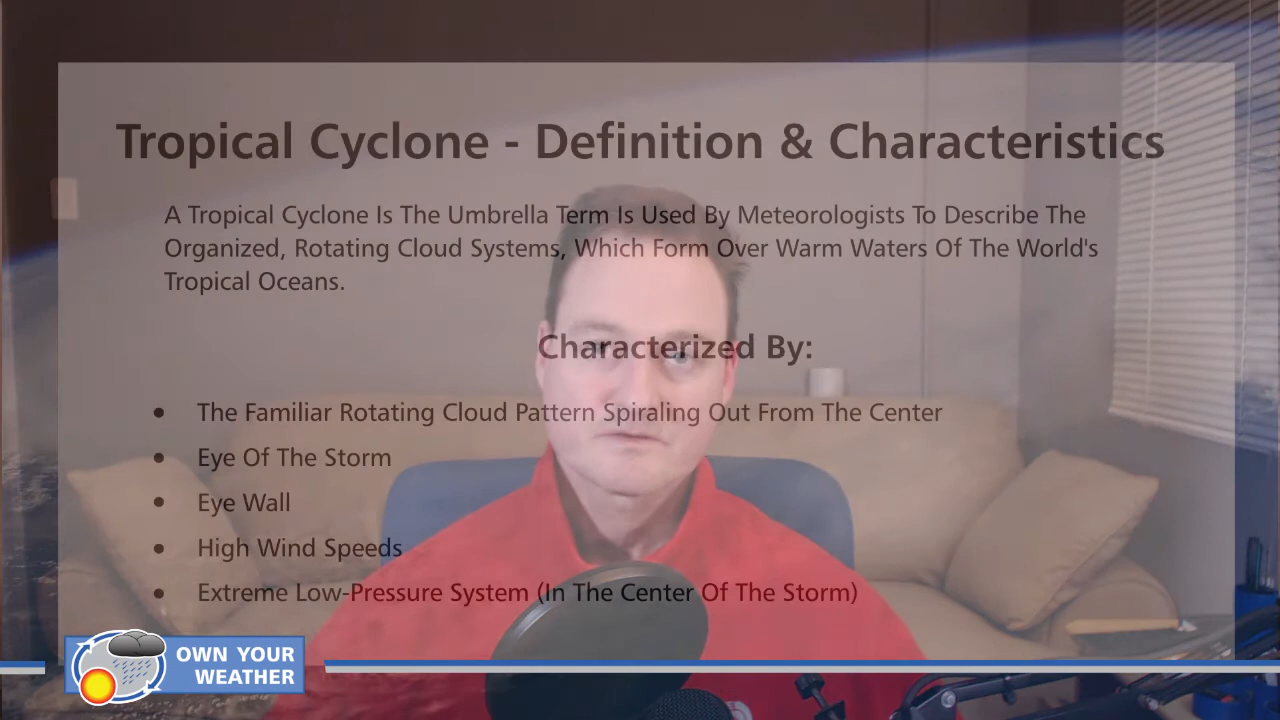 Tropical Cyclone - Definition & Characteristics
A Tropical Cyclone Is The Umbrella Term Is Used By Meteorologists To Describe The
Organized, Rotating Cloud Systems, Which Form Over Warm Waters Of The World's
Tropical Oceans.
Characterized By:
• The Familiar Rotating Cloud Pattern Spiraling Out From The Center
• Eye Of The Storm
• Eye Wall
• High Wind Speeds
• Extreme Low-Pressure System (In The Center Of The Storm)
OWN YOUR
WEATHER